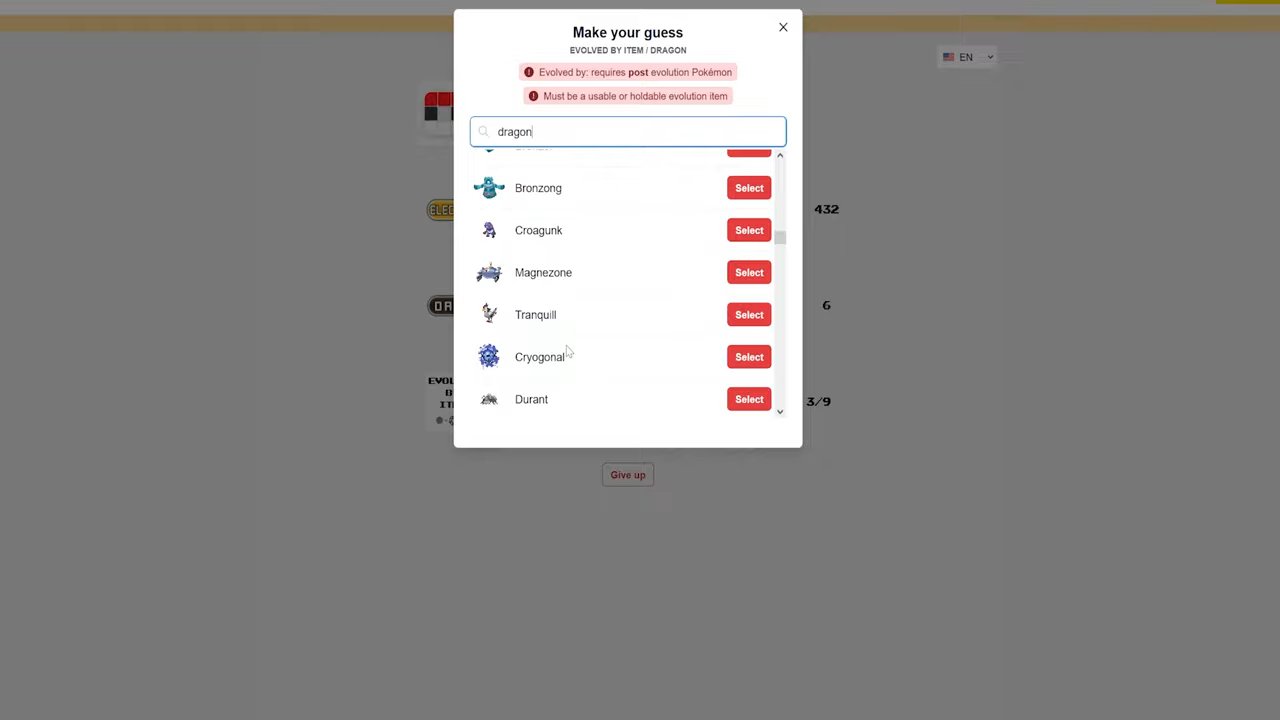 Make your guess
EVOLVED BY ITEM / DRAGON
EN
Evolved by: requires post evolution Pokémon
Must be a usable or holdable evolution item
dragon
Bronzong Select
Croagunk Select
432
Magnezone Select
Tranquill Select
6
Cryogonal Select
Durant Select
3/9
Give up